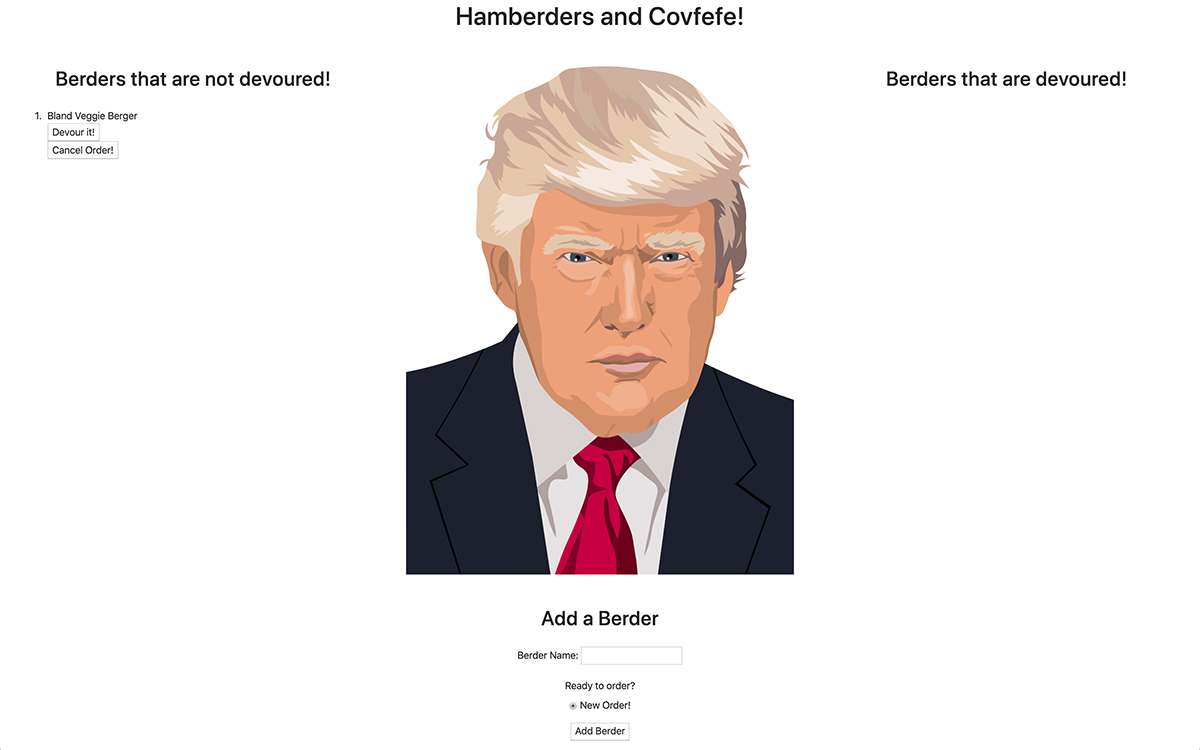 Hamberders and Covfefe!
Berders that are not devoured!
1. Bland Veggie Berger
Devour it!
Cancel Order!
Berders that are devoured!
Add a Berder
Berder Name:
Ready to order?
New Order!
Add Berder